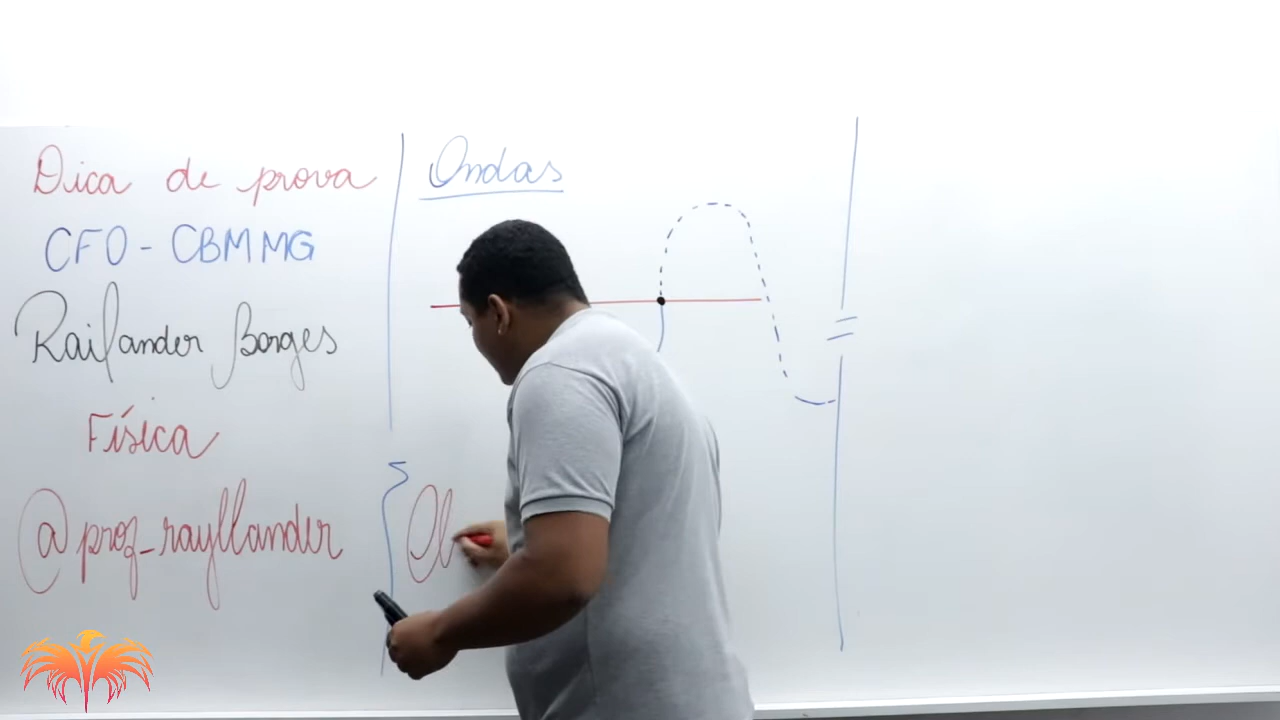 Dica de prova
CFO - CBMMG
Railander Borges
Física
@prof_rayllander
Ondas